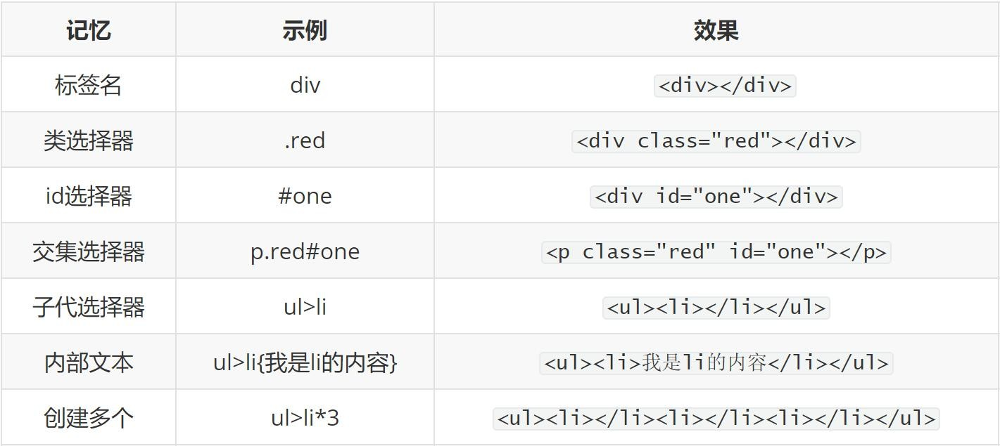 记忆 示例 效果
标签名 div <div></div>
类选择器 .red <div class="red"></div>
id选择器 #one <div id="one"></div>
交集选择器 p.red#one <p class="red" id="one"></p>
子代选择器 ul>li <ul><li></li></ul>
内部文本 ul>li{我是li的内容} <ul><li>我是li的内容</li></ul>
创建多个 ul>li*3 <ul><li></li><li></li><li></li></ul>